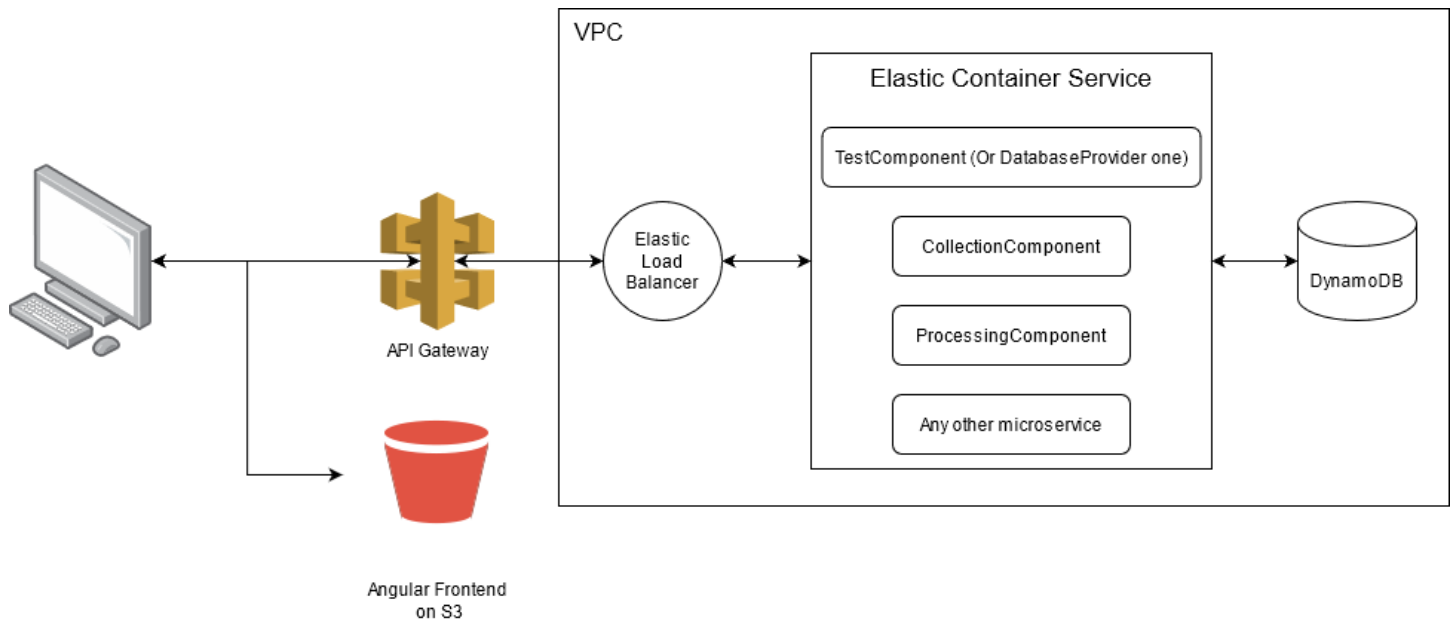 VPC
Elastic Container Service
TestComponent (Or DatabaseProvider one)
CollectionComponent
ProcessingComponent
Any other microservice
Elastic
Load
Balancer
DynamoDB
API Gateway
Angular Frontend
on S3